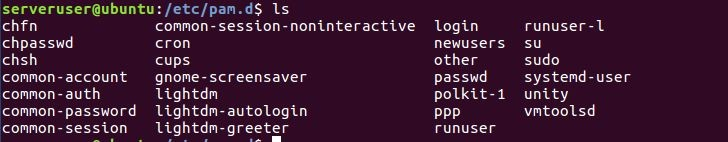 serveruser@ubuntu:/etc/pam.d$ ls
chfn common-session-noninteractive login runuser-l
chpasswd cron newusers su
chsh cups other sudo
common-account gnome-screensaver passwd systemd-user
common-auth lightdm polkit-1 unity
common-password lightdm-autologin ppp vmtoolsd
common-session lightdm-greeter runuser